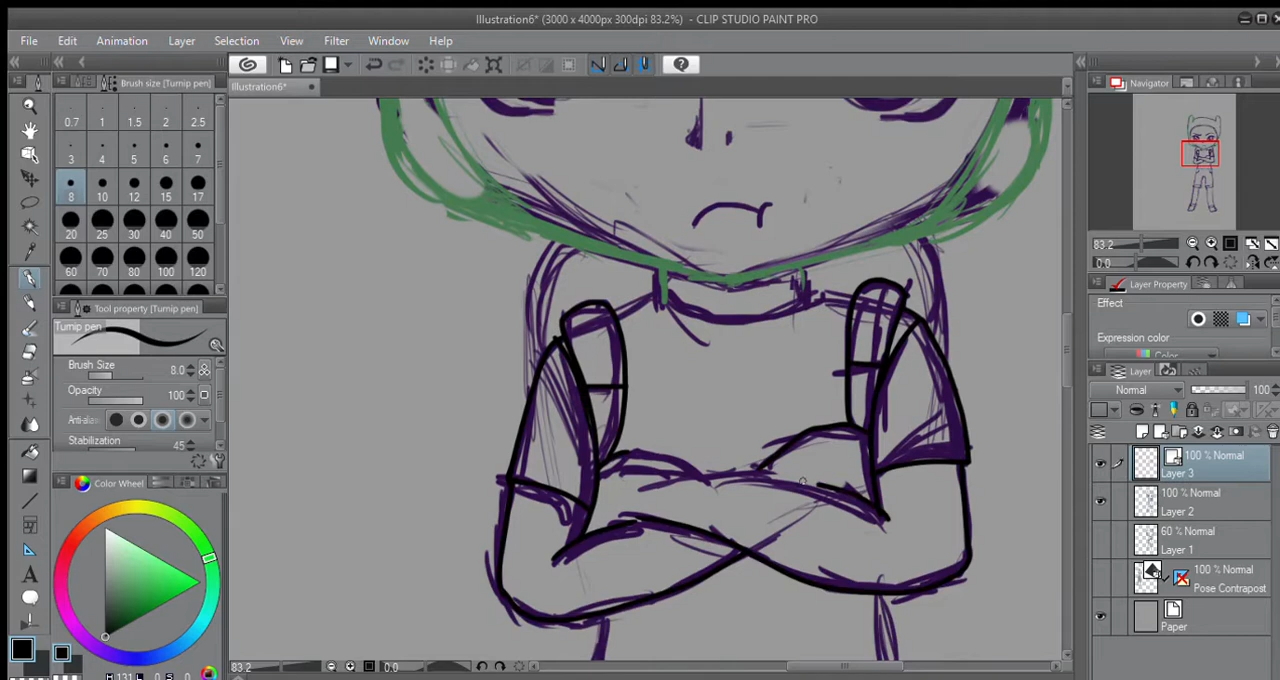 Illustration6* (3000 x 4000px 300dpi 83.2%) - CLIP STUDIO PAINT PRO
File Edit Animation Layer Selection View Filter Window Help
Illustration6*
Brush size [Turnip pen]
0.7 1 1.5 2 2.5
3 4 5 6 7
8 10 12 15 17
20 25 30 40 50
60 70 80 100 120
Tool property [Turnip pen]
Turnip pen
Brush Size 8.0
Opacity 100
Stabilization 45
Color Wheel
H 131 L 0 S 0
83.2 0.0
Navigator
83.2
0.0
Layer Property
Effect
Expression color
Color
Layer
Normal 100
100 % Normal
Layer 3
100 % Normal
Layer 2
60 % Normal
Layer 1
100 % Normal
Pose Contrapost
Paper